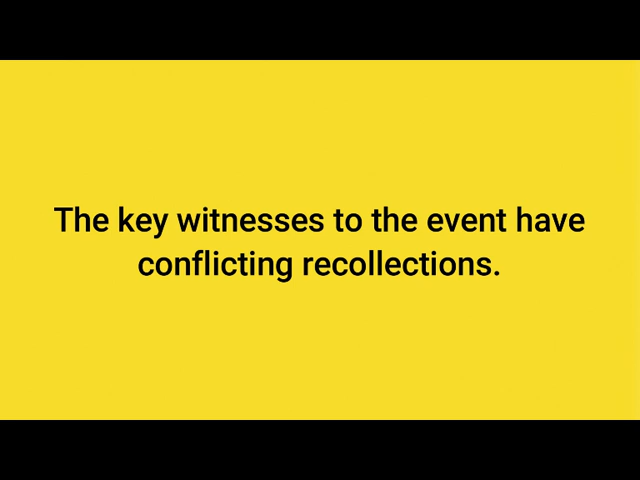 The key witnesses to the event have
conflicting recollections.